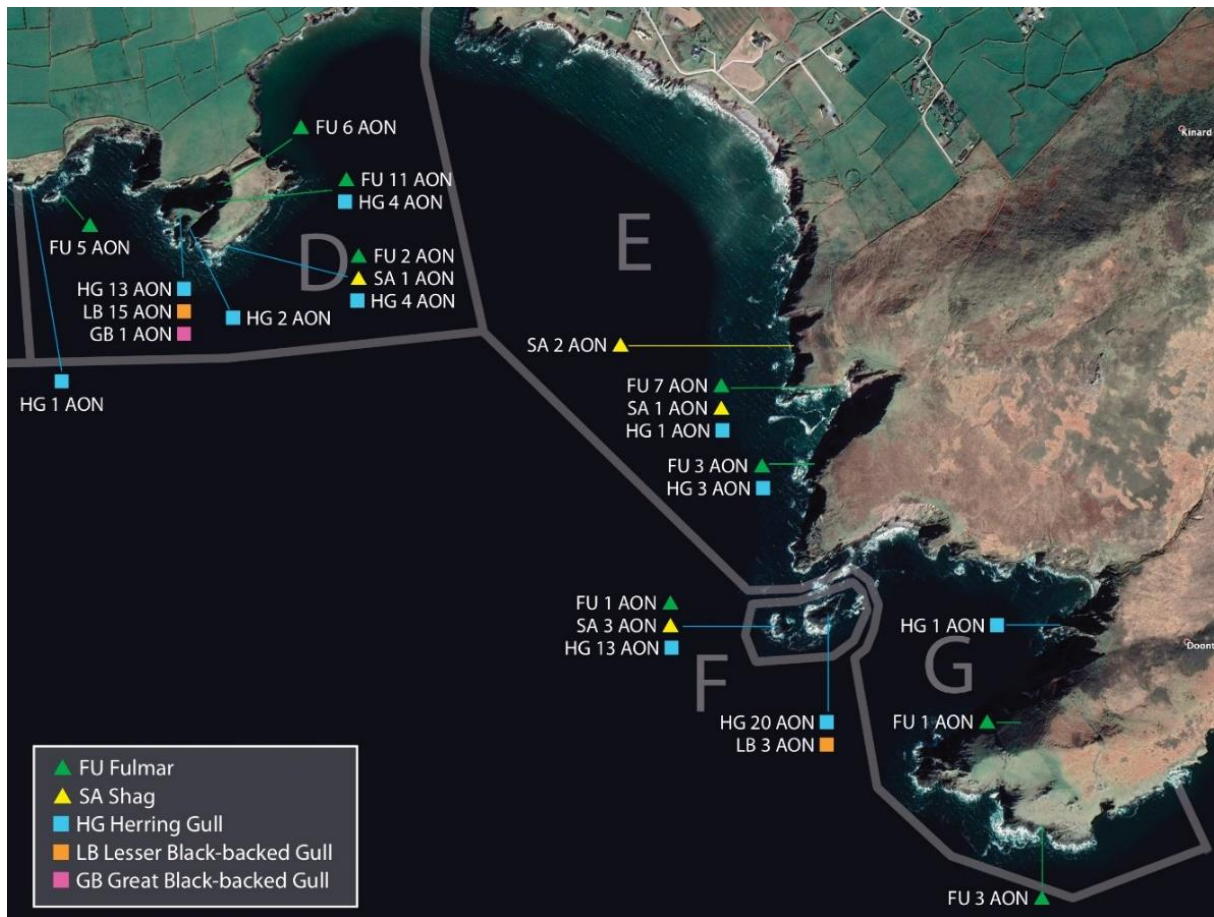 FU 6 AON
FU 11 AON
HG 4 AON
FU 5 AON
D
FU 2 AON
SA 1 AON
HG 4 AON
HG 13 AON
LB 15 AON
GB 1 AON
HG 2 AON
HG 1 AON
E
Kinard
SA 2 AON
FU 7 AON
SA 1 AON
HG 1 AON
FU 3 AON
HG 3 AON
FU 1 AON
SA 3 AON
HG 13 AON
F
HG 20 AON
LB 3 AON
HG 1 AON
G
Doont
FU 1 AON
FU 3 AON
FU Fulmar
SA Shag
HG Herring Gull
LB Lesser Black-backed Gull
GB Great Black-backed Gull